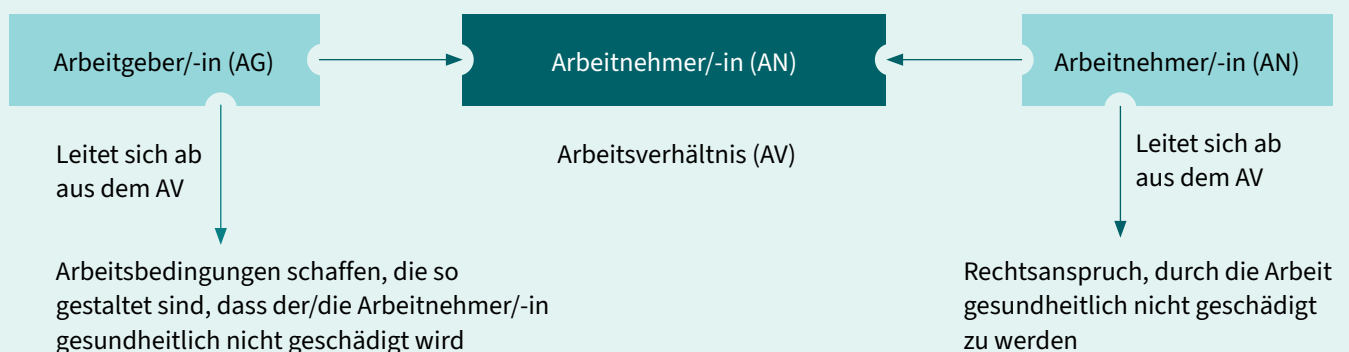 Arbeitgeber/-in (AG)
Arbeitnehmer/-in (AN)
Arbeitnehmer/-in (AN)
Leitet sich ab
aus dem AV
Arbeitsverhältnis (AV)
Leitet sich ab
aus dem AV
Arbeitsbedingungen schaffen, die so
gestaltet sind, dass der/die Arbeitnehmer/-in
gesundheitlich nicht geschädigt wird
Rechtsanspruch, durch die Arbeit
gesundheitlich nicht geschädigt
zu werden